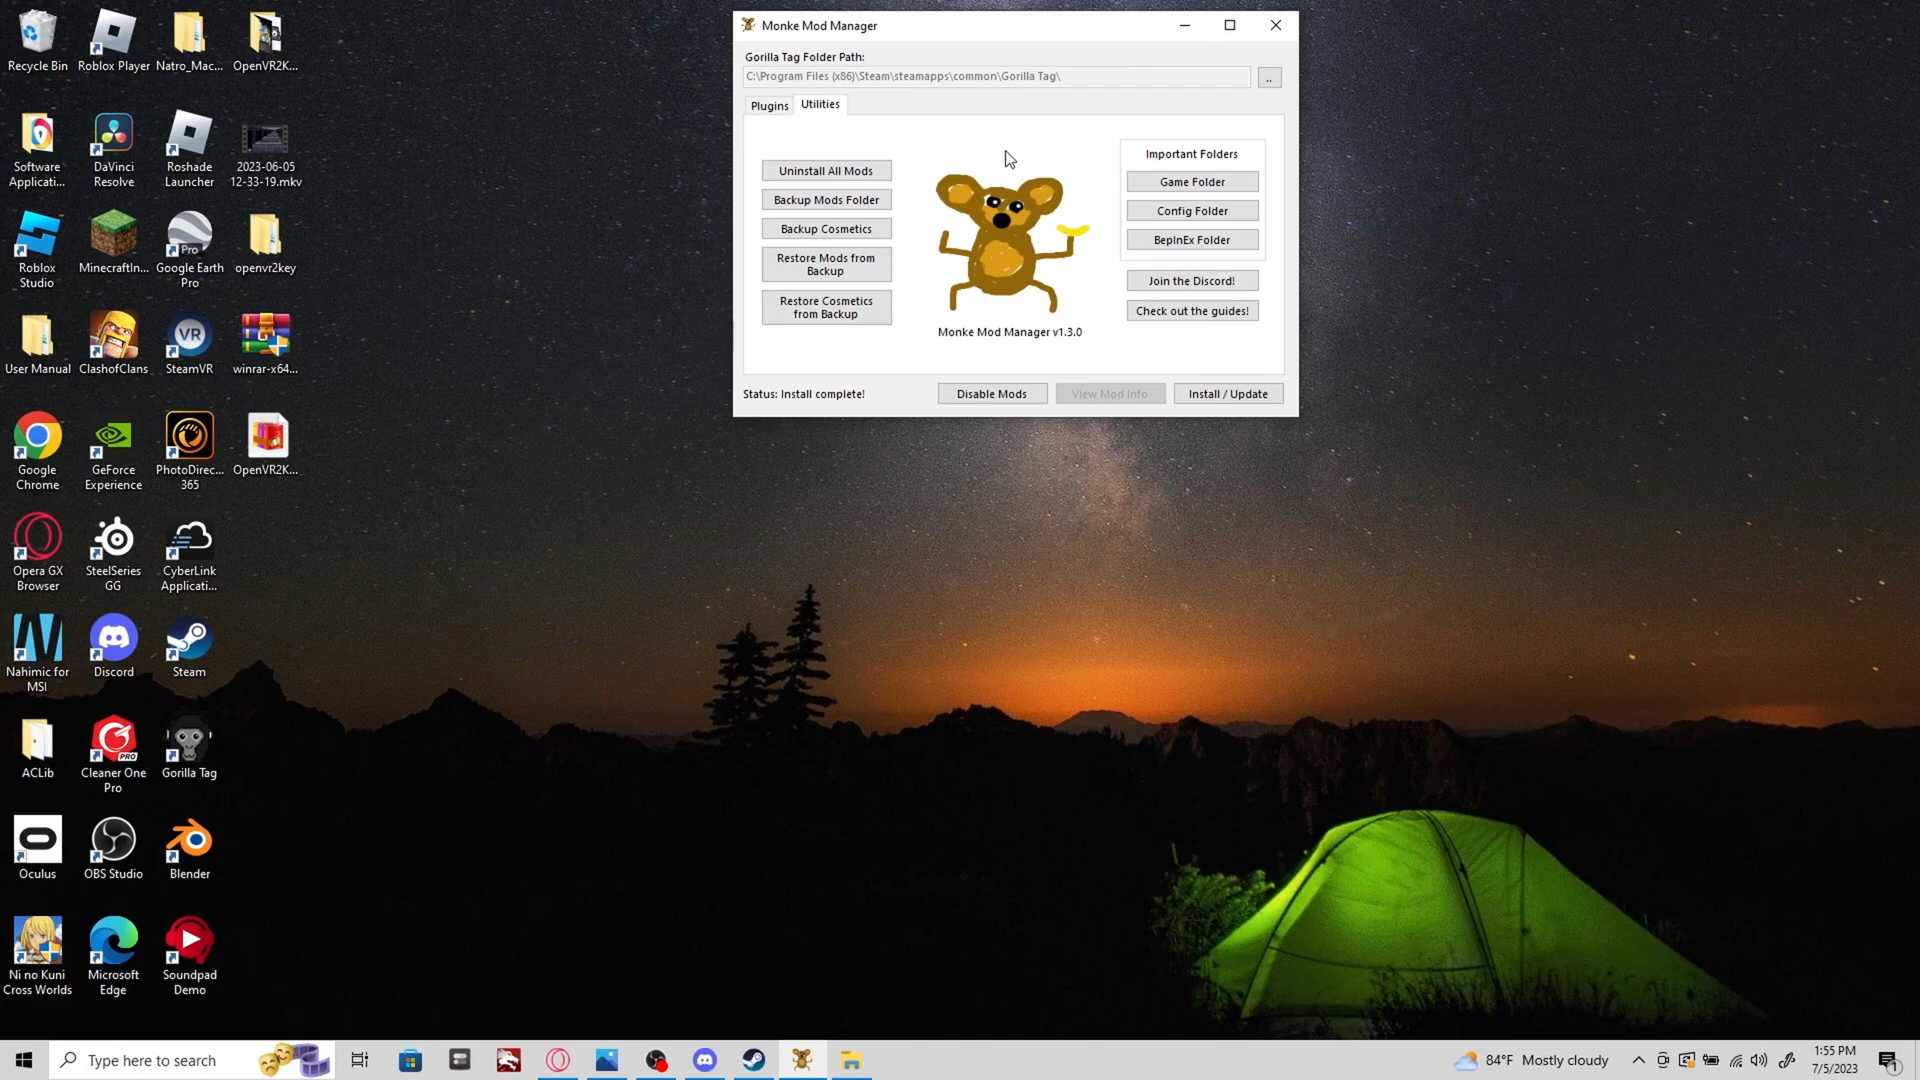 Recycle Bin
Roblox Player
Natro_Mac...
OpenVR2K...
Software
Applicati...
DaVinci
Resolve
Roshade
Launcher
2023-06-05
12-33-19.mkv
Roblox
Studio
MinecraftIn...
Pro
Google Earth
Pro
openvr2key
User Manual
ClashofClans
VR
SteamVR
winrar-x64...
Google
Chrome
GeForce
Experience
PhotoDirec...
365
OpenVR2K...
Opera GX
Browser
SteelSeries
GG
CyberLink
Applicati...
Nahimic for
MSI
Discord
Steam
ACLib
PRO
Cleaner One
Pro
Gorilla Tag
Oculus
OBS Studio
Blender
Ni no Kuni
Cross Worlds
Microsoft
Edge
Soundpad
Demo
Monke Mod Manager
Gorilla Tag Folder Path:
C:\Program Files (x86)\Steam\steamapps\common\Gorilla Tag\
..
Plugins
Utilities
Uninstall All Mods
Backup Mods Folder
Backup Cosmetics
Restore Mods from
Backup
Restore Cosmetics
from Backup
Monke Mod Manager v1.3.0
Important Folders
Game Folder
Config Folder
BepInEx Folder
Join the Discord!
Check out the guides!
Status: Install complete!
Disable Mods
View Mod Info
Install / Update
Type here to search
84°F Mostly cloudy
1:55 PM
7/5/2023
1